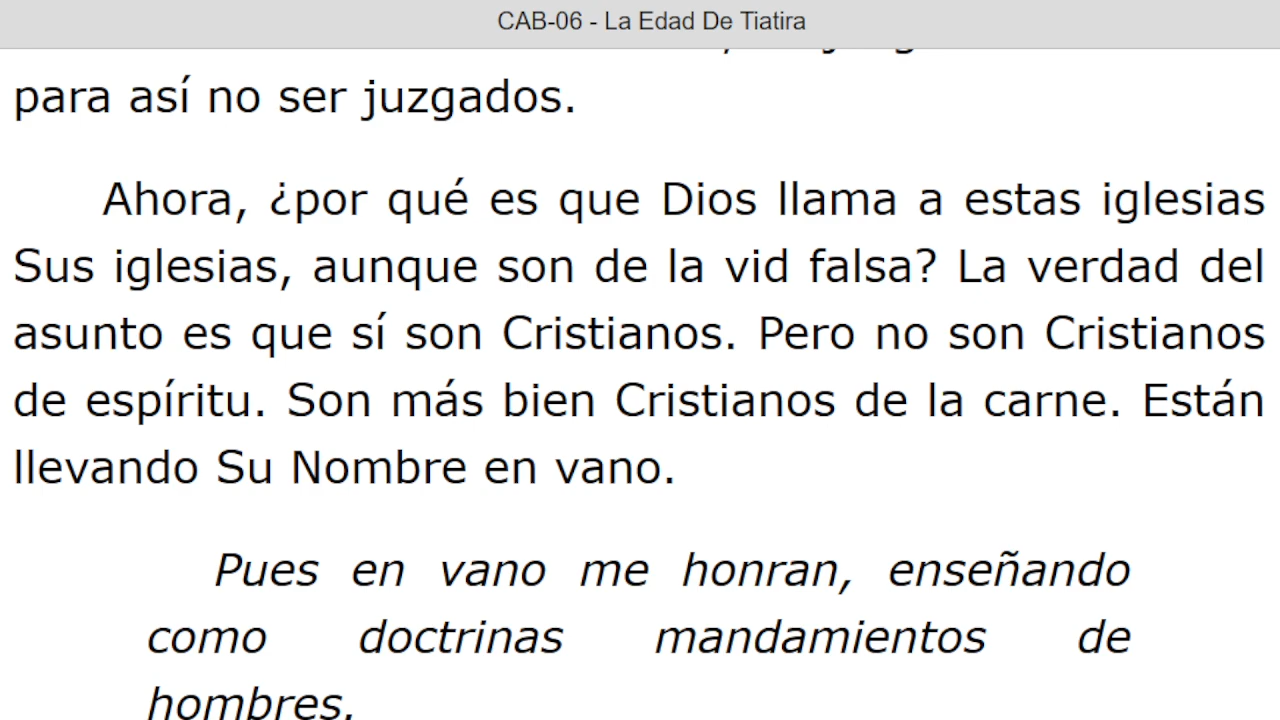 CAB-06 - La Edad De Tiatira
para así no ser juzgados.
Ahora, ¿por qué es que Dios llama a estas iglesias
Sus iglesias, aunque son de la vid falsa? La verdad del
asunto es que sí son Cristianos. Pero no son Cristianos
de espíritu. Son más bien Cristianos de la carne. Están
llevando Su Nombre en vano.
Pues en vano me honran, enseñando
como doctrinas mandamientos de
hombres.